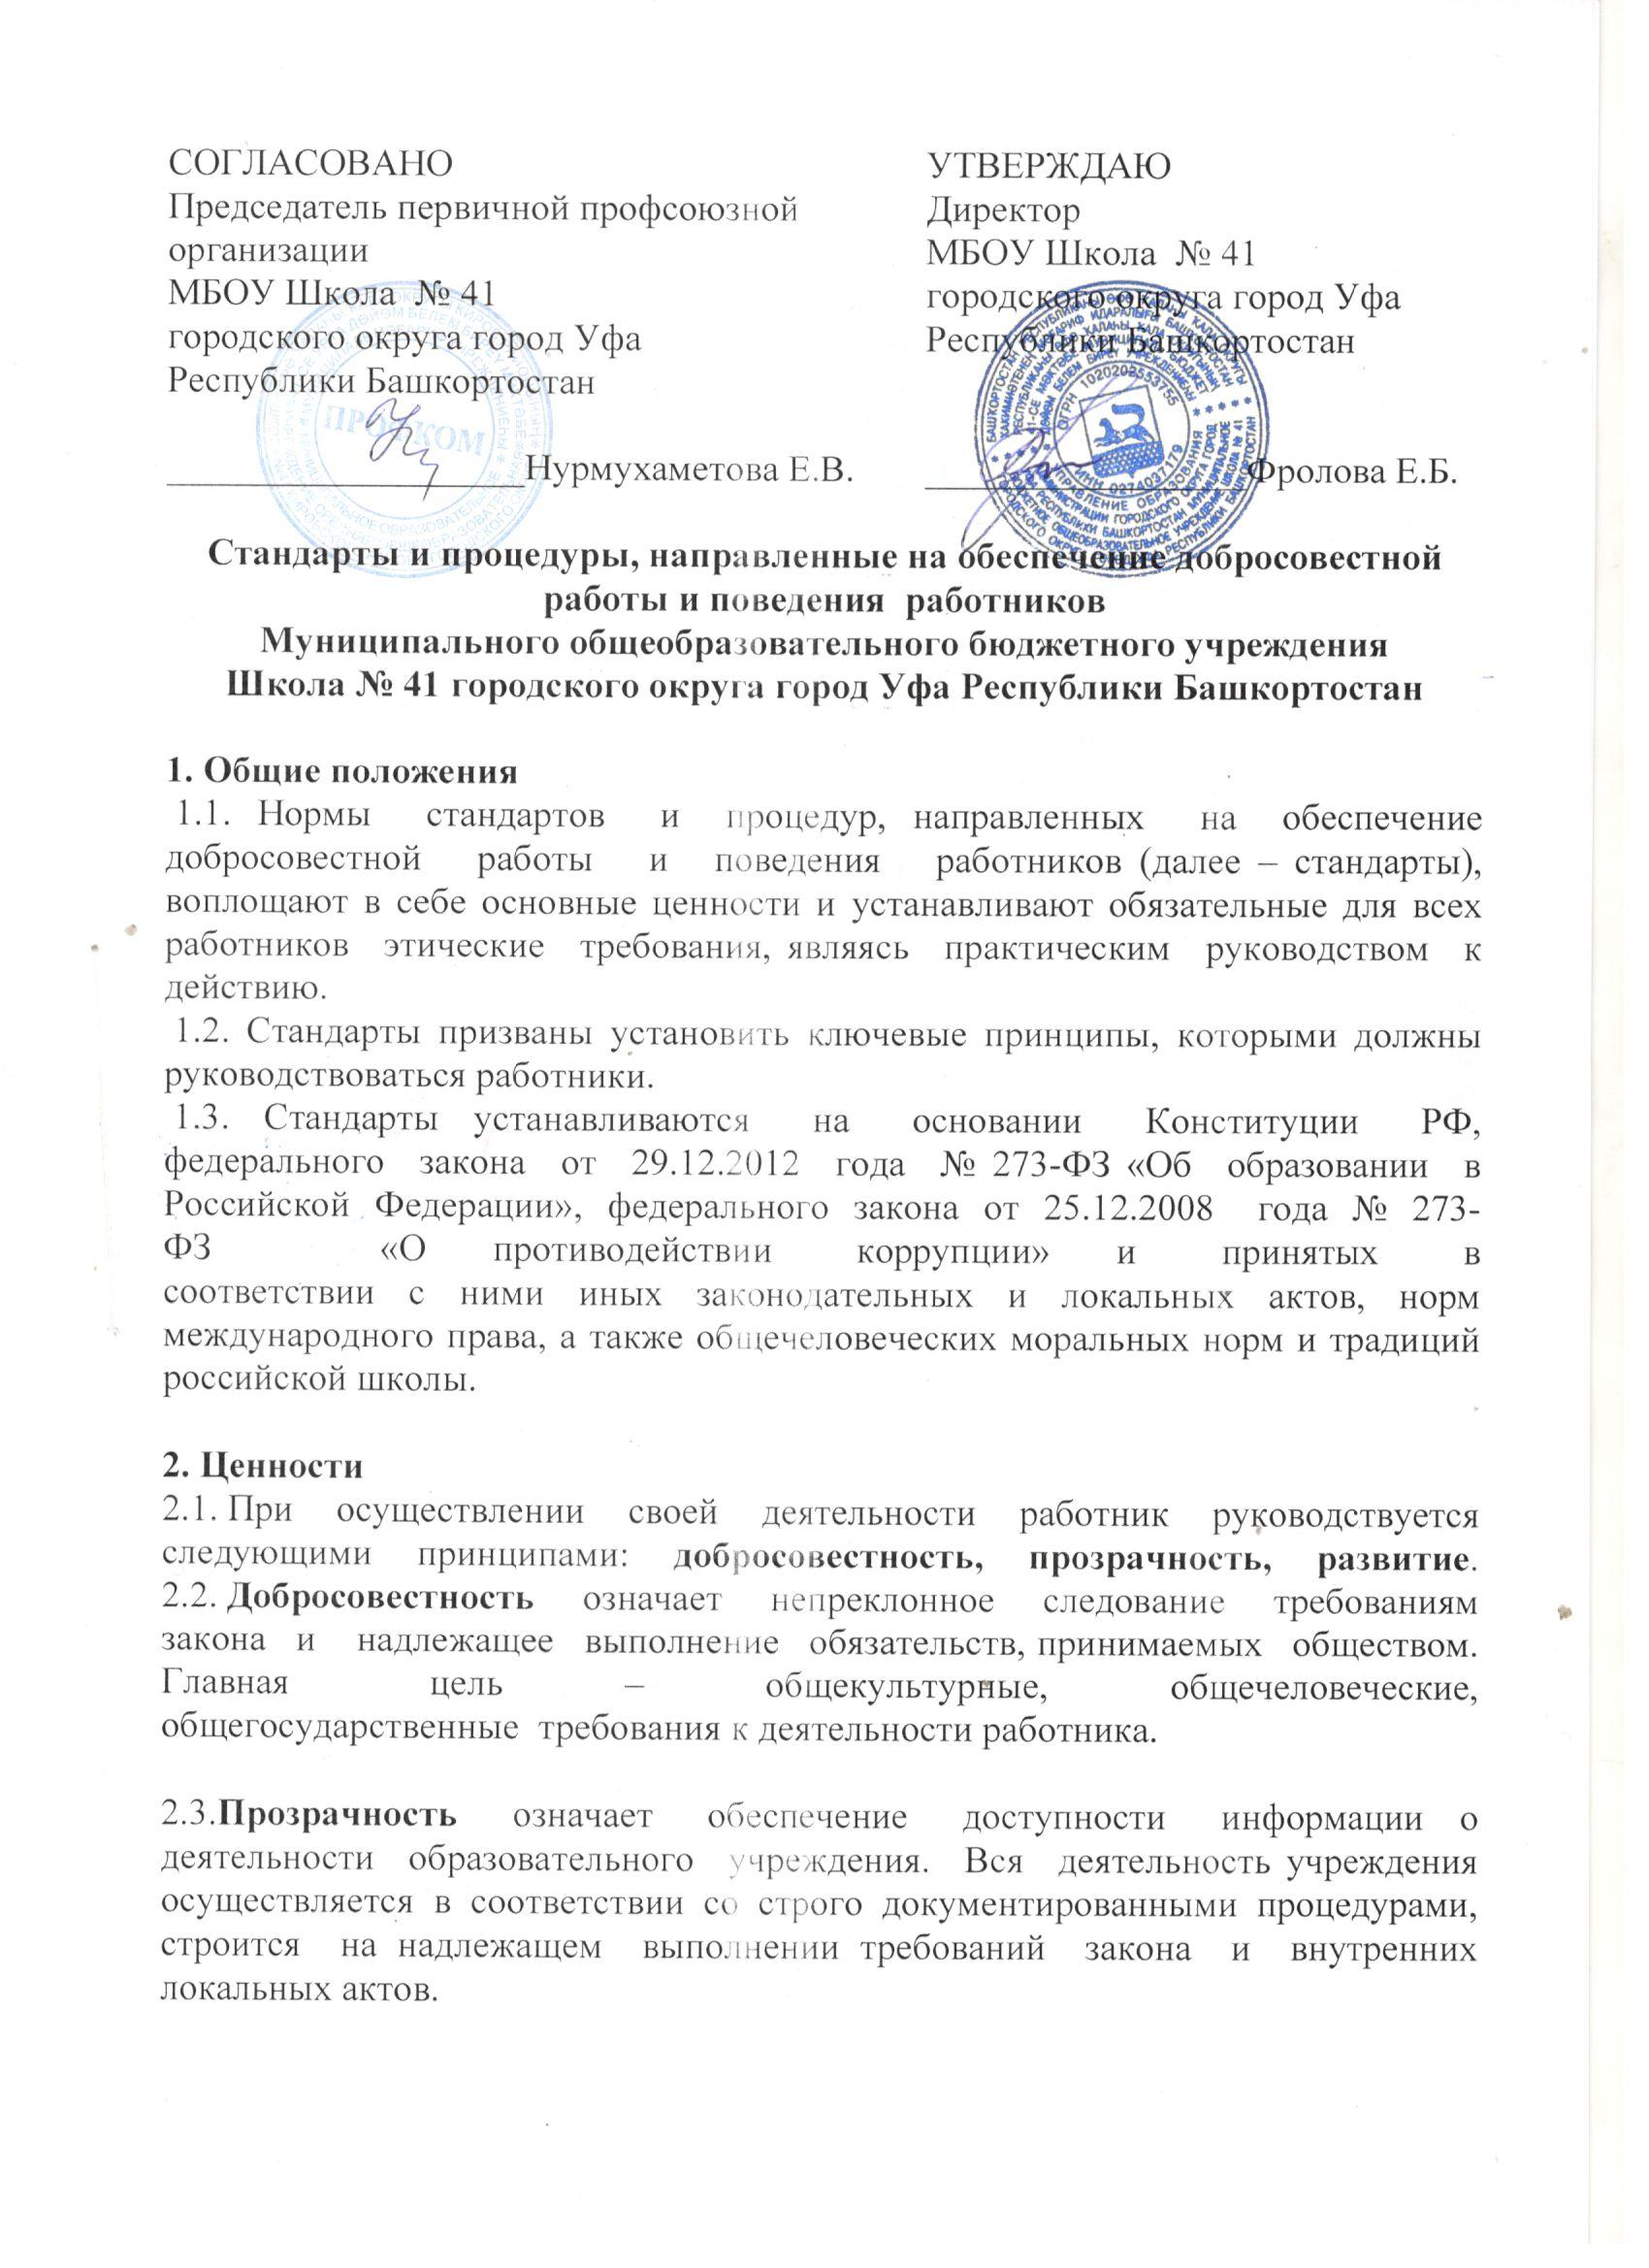 СОГЛАСОВАНО
Председатель первичной профсоюзной
организации
МБОУ Школа № 41
городского округа город Уфа
Республики Башкортостан
ПРОФКОМ
Нурмухаметова Е.В.
УТВЕРЖДАЮ
Директор
МБОУ Школа № 41
городского округа город Уфа
Республики Башкортостан
ОГРН 1020202553755
ИНН 0274037179
Фролова Е.Б.
Стандарты и процедуры, направленные на обеспечение добросовестной
работы и поведения работников
Муниципального общеобразовательного бюджетного учреждения
Школа № 41 городского округа город Уфа Республики Башкортостан
1. Общие положения
1.1. Нормы стандартов и процедур, направленных на обеспечение
добросовестной работы и поведения работников (далее – стандарты),
воплощают в себе основные ценности и устанавливают обязательные для всех
работников этические требования, являясь практическим руководством к
действию.
1.2. Стандарты призваны установить ключевые принципы, которыми должны
руководствоваться работники.
1.3. Стандарты устанавливаются на основании Конституции РФ,
федерального закона от 29.12.2012 года № 273-ФЗ «Об образовании в
Российской Федерации», федерального закона от 25.12.2008 года № 273-
ФЗ «О противодействии коррупции» и принятых в
соответствии с ними иных законодательных и локальных актов, норм
международного права, а также общечеловеческих моральных норм и традиций
российской школы.
2. Ценности
2.1. При осуществлении своей деятельности работник руководствуется
следующими принципами: добросовестность, прозрачность, развитие.
2.2. Добросовестность означает непреклонное следование требованиям
закона и надлежащее выполнение обязательств, принимаемых обществом.
Главная цель – общекультурные, общечеловеческие,
общегосударственные требования к деятельности работника.
2.3.Прозрачность означает обеспечение доступности информации о
деятельности образовательного учреждения. Вся деятельность учреждения
осуществляется в соответствии со строго документированными процедурами,
строится на надлежащем выполнении требований закона и внутренних
локальных актов.